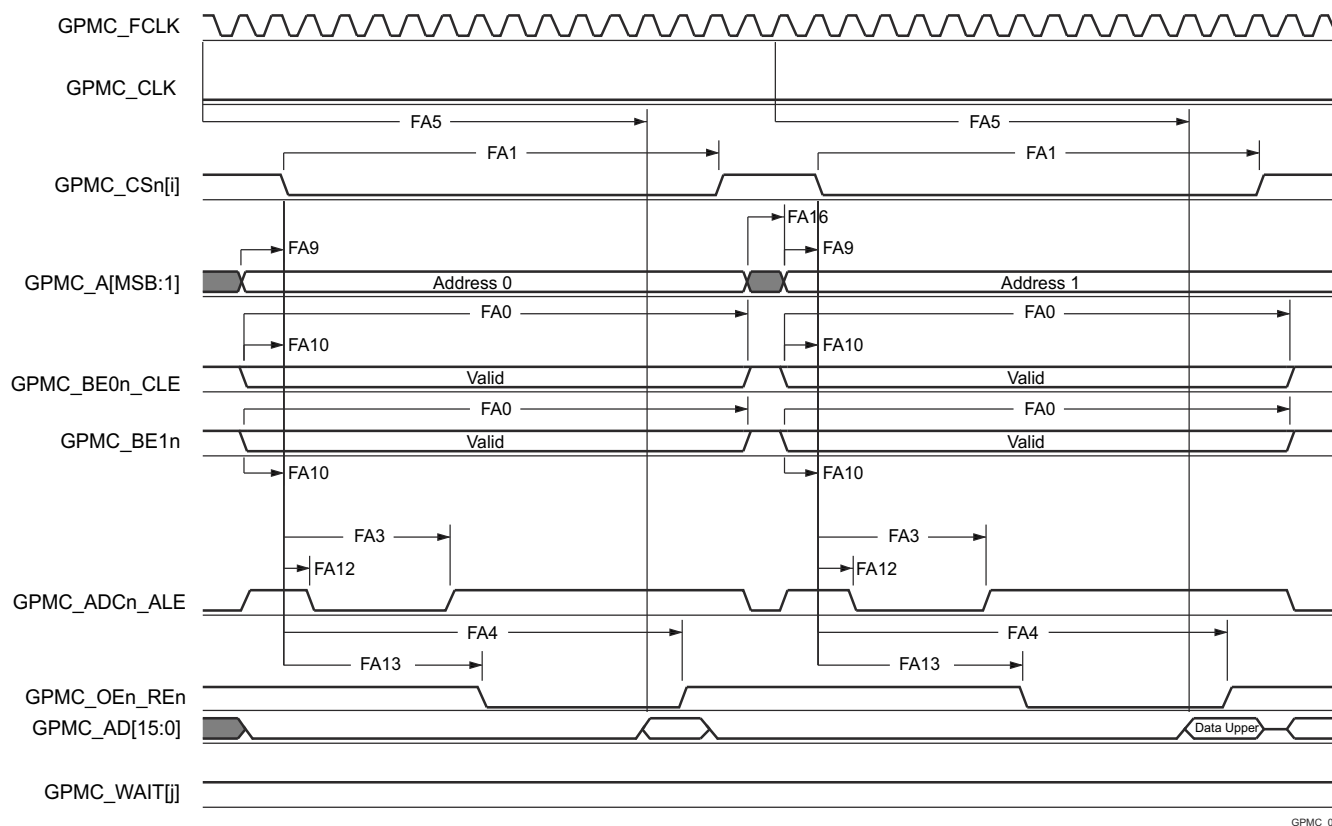 GPMC_FCLK
GPMC_CLK
FA5 FA5
FA1 FA1
GPMC_CSn[i]
FA16
FA9 FA9
GPMC_A[MSB:1] Address 0 Address 1
FA0 FA0
FA10 FA10
GPMC_BE0n_CLE Valid Valid
FA0 FA0
GPMC_BE1n Valid Valid
FA10 FA10
FA3 FA3
FA12 FA12
GPMC_ADCn_ALE
FA4 FA4
FA13 FA13
GPMC_OEn_REn
GPMC_AD[15:0] Data Upper
GPMC_WAIT[j]
GPMC_0